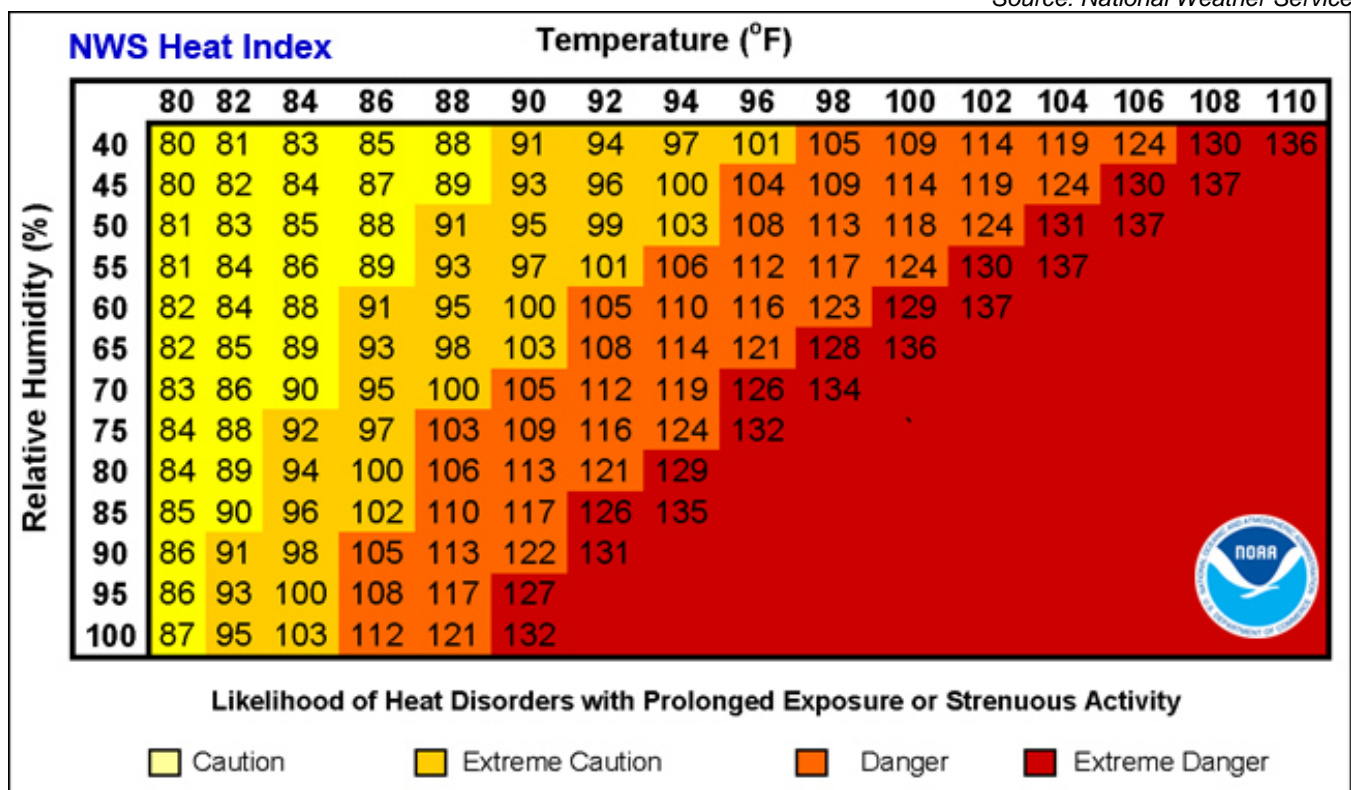 Source: National Weather Service
NWS Heat Index Temperature (°F)
80 82 84 86 88 90 92 94 96 98 100 102 104 106 108 110
Relative Humidity (%)
40 80 81 83 85 88 91 94 97 101 105 109 114 119 124 130 136
45 80 82 84 87 89 93 96 100 104 109 114 119 124 130 137
50 81 83 85 88 91 95 99 103 108 113 118 124 131 137
55 81 84 86 89 93 97 101 106 112 117 124 130 137
60 82 84 88 91 95 100 105 110 116 123 129 137
65 82 85 89 93 98 103 108 114 121 128 136
70 83 86 90 95 100 105 112 119 126 134
75 84 88 92 97 103 109 116 124 132
80 84 89 94 100 106 113 121 129
85 85 90 96 102 110 117 126 135
90 86 91 98 105 113 122 131
95 86 93 100 108 117 127
100 87 95 103 112 121 132
NATIONAL OCEANIC AND ATMOSPHERIC ADMINISTRATION
NOAA
U.S. DEPARTMENT OF COMMERCE
Likelihood of Heat Disorders with Prolonged Exposure or Strenuous Activity
Caution Extreme Caution Danger Extreme Danger